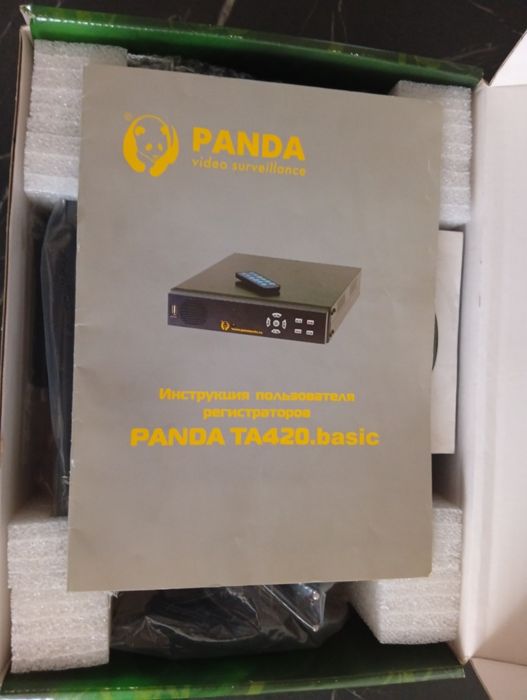 PANDA
video surveillance
Инструкция пользователя
регистраторов
PANDA TA420.basic